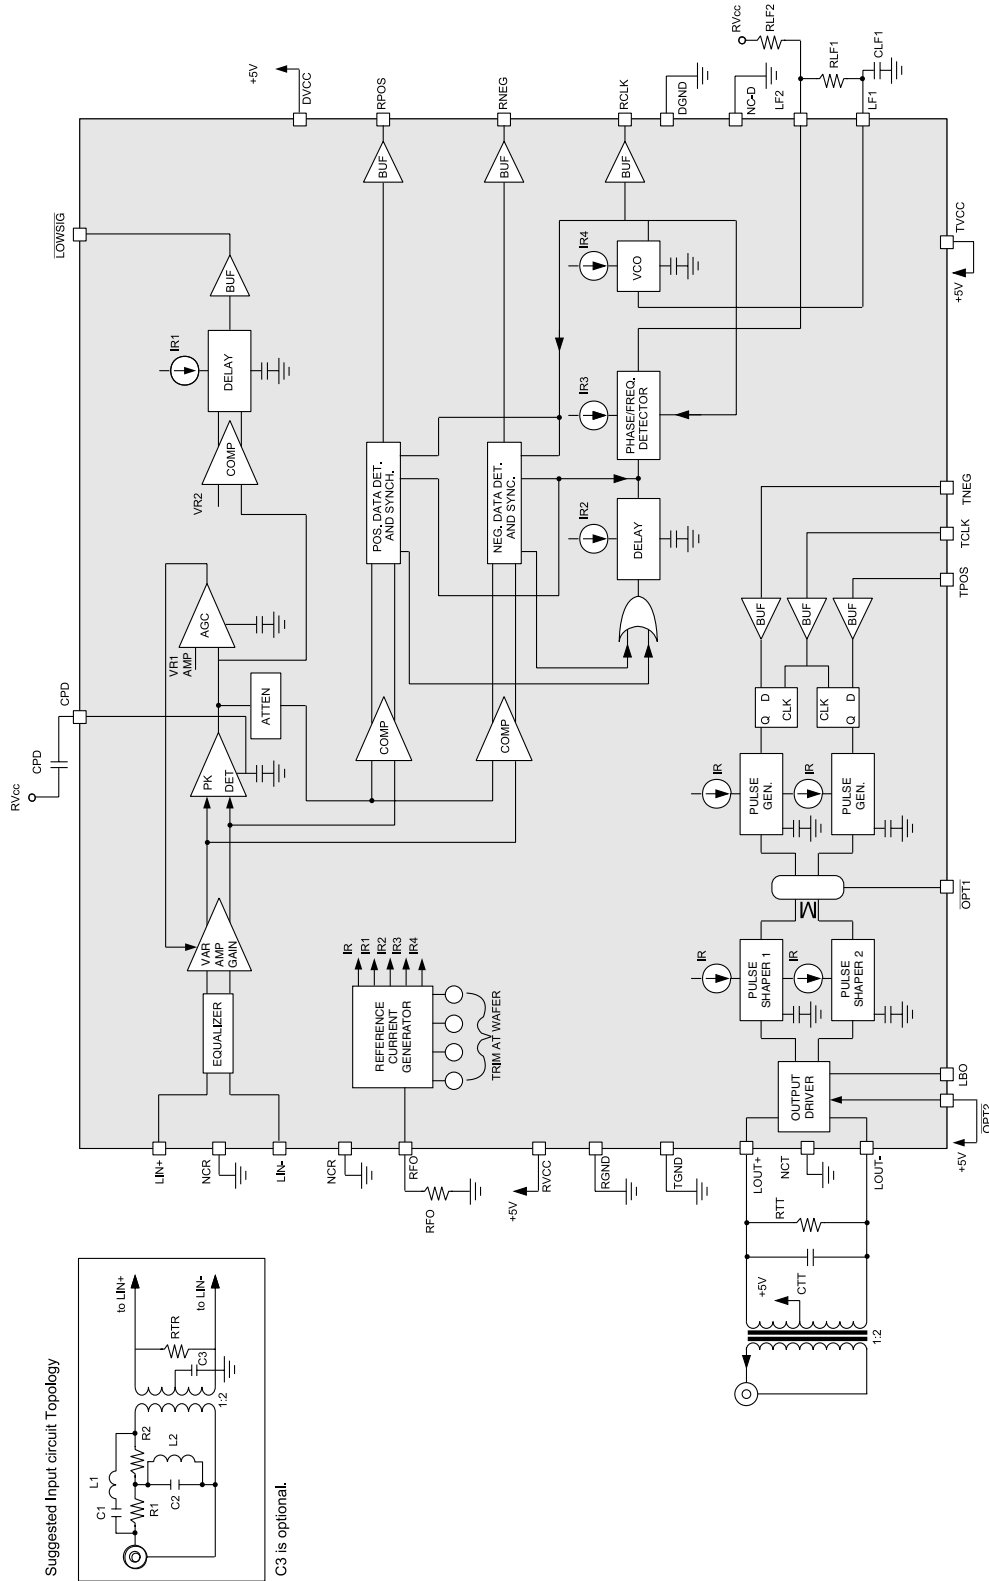 Suggested Input circuit Topology
C1
L1
R1
R2
C2
L2
1:2
C3
RTR
to LIN+
to LIN-
C3 is optional.
RVcc
CPD
CPD
LOWSIG
+5V
DVCC
LIN+
NCR
LIN-
NCR
RFO
RFO
+5V
RVCC
RGND
TGND
EQUALIZER
VAR
AMP
GAIN
PK
DET
ATTEN
VR1
AMP
AGC
VR2
COMP
IR1
DELAY
BUF
REFERENCE
CURRENT
GENERATOR
IR
IR1
IR2
IR3
IR4
TRIM AT WAFER
COMP
COMP
POS. DATA DET.
AND SYNCH.
NEG. DATA DET.
AND SYNC.
IR2
DELAY
IR3
PHASE/FREQ.
DETECTOR
IR4
VCO
BUF
BUF
BUF
RPOS
RNEG
RCLK
DGND
NC-D
LF2
LF1
RVcc
RLF2
RLF1
CLF1
1:2
+5V
CTT
RTT
LOUT+
NCT
LOUT-
OUTPUT
DRIVER
IR
PULSE
SHAPER 1
IR
PULSE
SHAPER 2
M
IR
PULSE
GEN.
IR
PULSE
GEN.
Q D
CLK
CLK
Q D
BUF
BUF
BUF
+5V
OPT2
LBO
OPT1
TPOS
TCLK
TNEG
+5V
TVCC